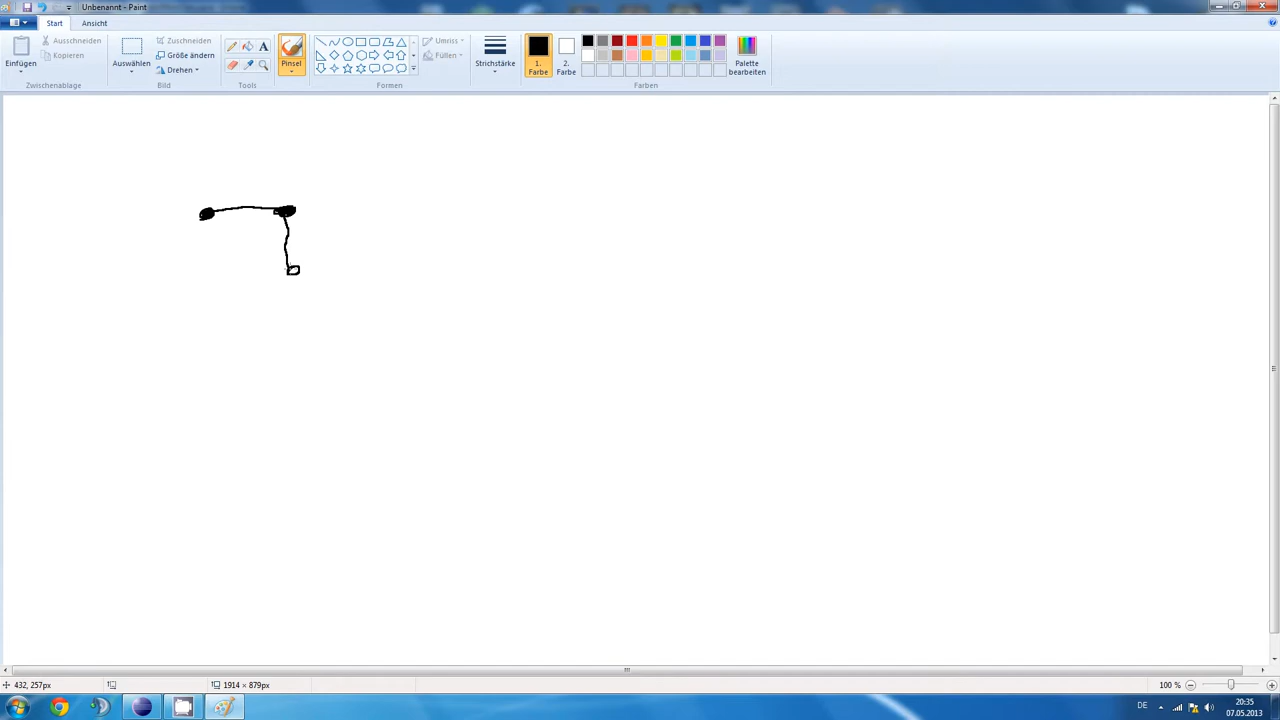 Unbenannt - Paint
Start
Ansicht
Einfügen
Ausschneiden
Kopieren
Zwischenablage
Auswählen
Zuschneiden
Größe ändern
Drehen
Bild
A
Tools
Pinsel
Formen
Umriss
Füllen
Strichstärke
1.
Farbe
2.
Farbe
Palette
bearbeiten
Farben
432, 257px
1914 × 879px
100 %
DE
20:35
07.05.2013